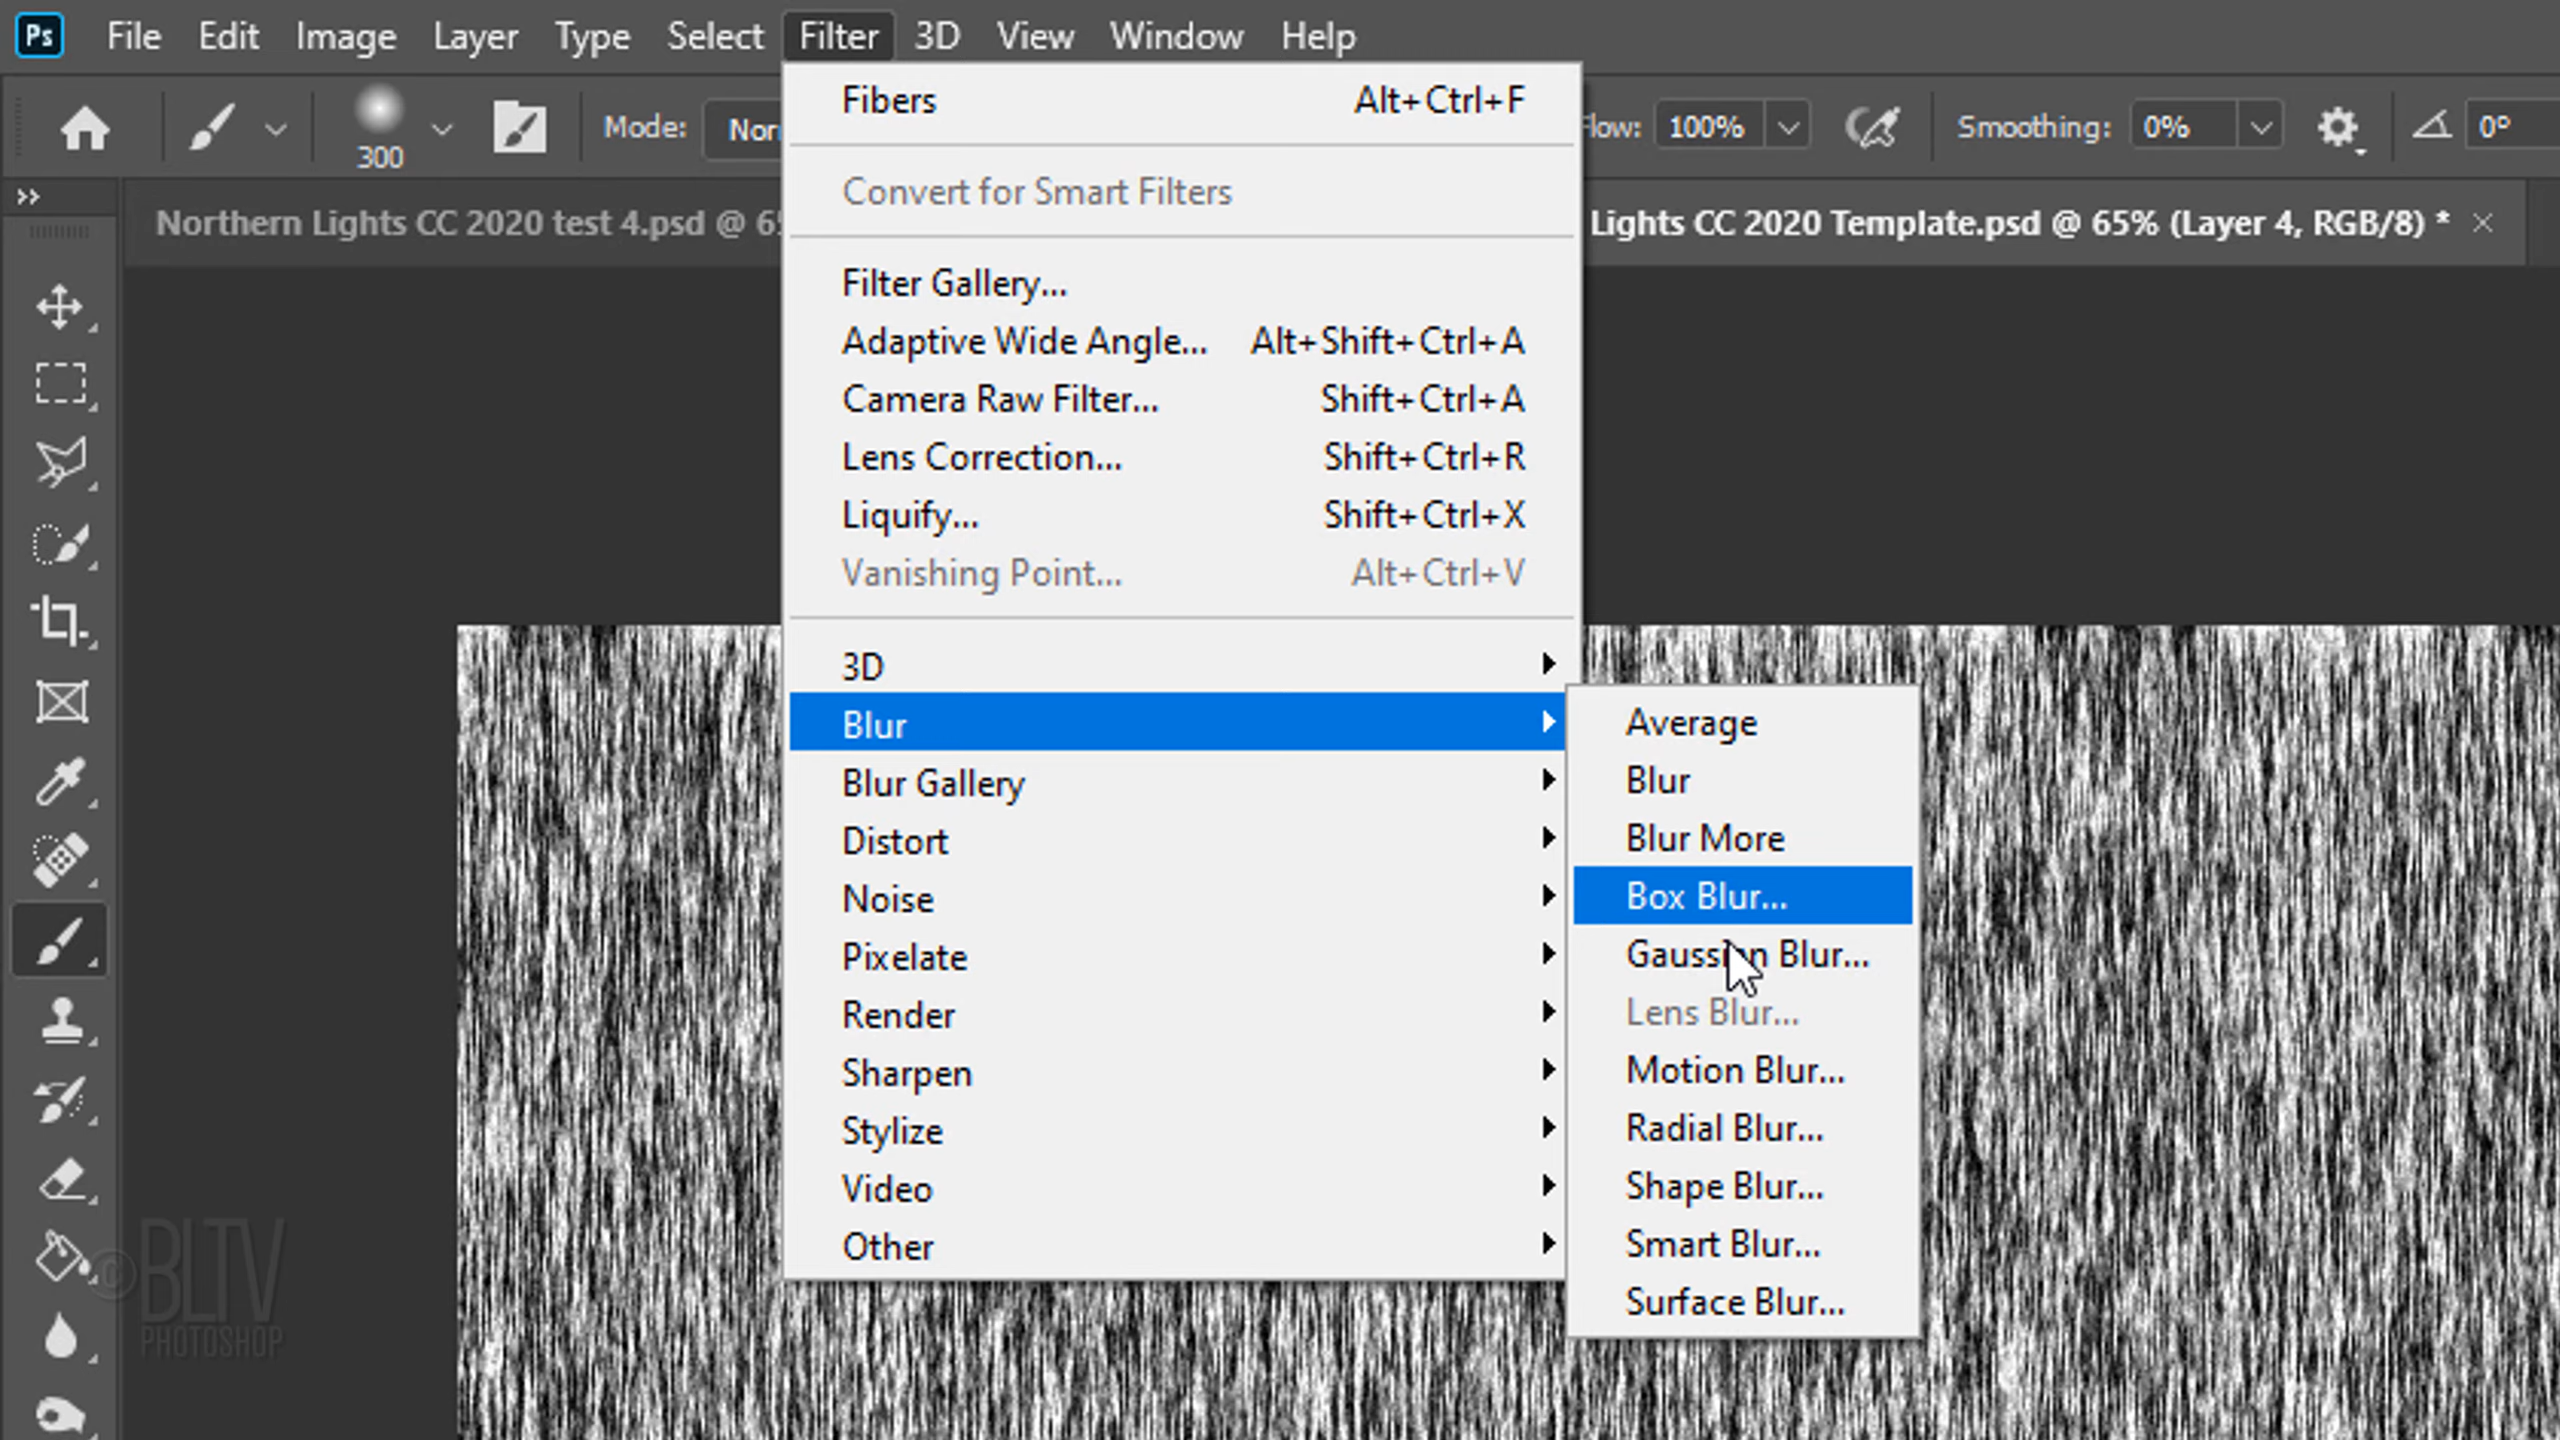 Ps File Edit Image Layer Type Select Filter 3D View Window Help
300 Mode: Flow: 100% Smoothing: 0% 0°
Northern Lights CC 2020 test 4.psd @ Lights CC 2020 Template.psd @ 65% (Layer 4, RGB/8) *
Fibers Alt+Ctrl+F
Convert for Smart Filters
Filter Gallery...
Adaptive Wide Angle... Alt+Shift+Ctrl+A
Camera Raw Filter... Shift+Ctrl+A
Lens Correction... Shift+Ctrl+R
Liquify... Shift+Ctrl+X
Vanishing Point... Alt+Ctrl+V
3D
Blur
Blur Gallery
Distort
Noise
Pixelate
Render
Sharpen
Stylize
Video
Other
Average
Blur
Blur More
Box Blur...
Gaussian Blur...
Lens Blur...
Motion Blur...
Radial Blur...
Shape Blur...
Smart Blur...
Surface Blur...
©BLTV
PHOTOSHOP